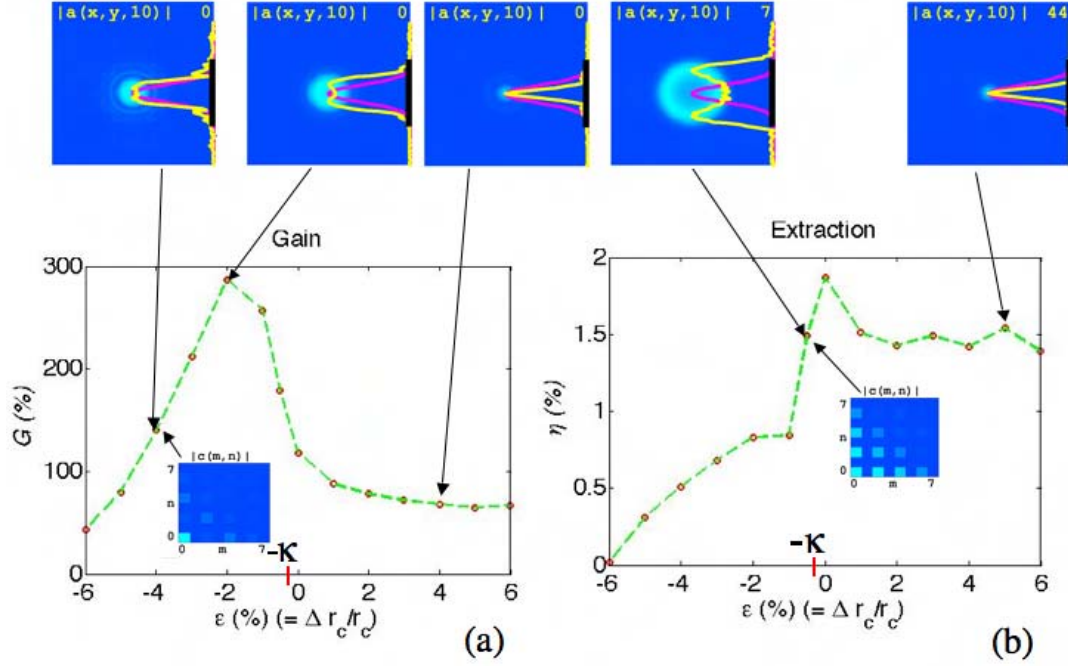 |a(x,y,10)| 0
|a(x,y,10)| 0
|a(x,y,10)| 0
|a(x,y,10)| 7
|a(x,y,10)| 44
Gain
300
200
100
0
G (%)
|c(m,n)|
7
n
0
0 m 7
-κ
-6 -4 -2 0 2 4 6
ε (%) (= Δ r_c/r_c)
(a)
Extraction
2
1.5
1
0.5
0
η (%)
|c(m,n)|
7
n
0
0 m 7
-κ
-6 -4 -2 0 2 4 6
ε (%) (= Δ r_c/r_c)
(b)